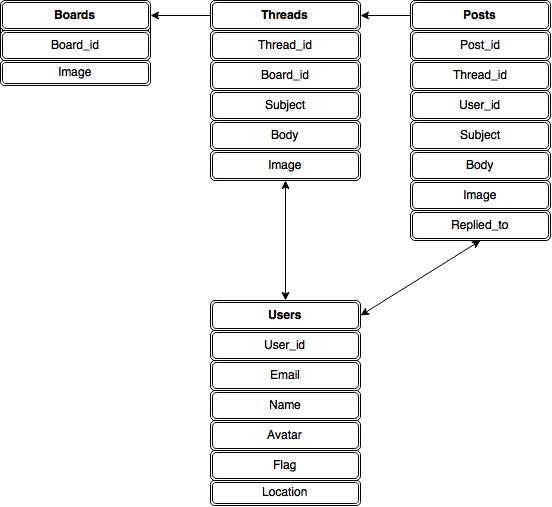 Boards
Board_id
Image
Threads
Thread_id
Board_id
Subject
Body
Image
Posts
Post_id
Thread_id
User_id
Subject
Body
Image
Replied_to
Users
User_id
Email
Name
Avatar
Flag
Location